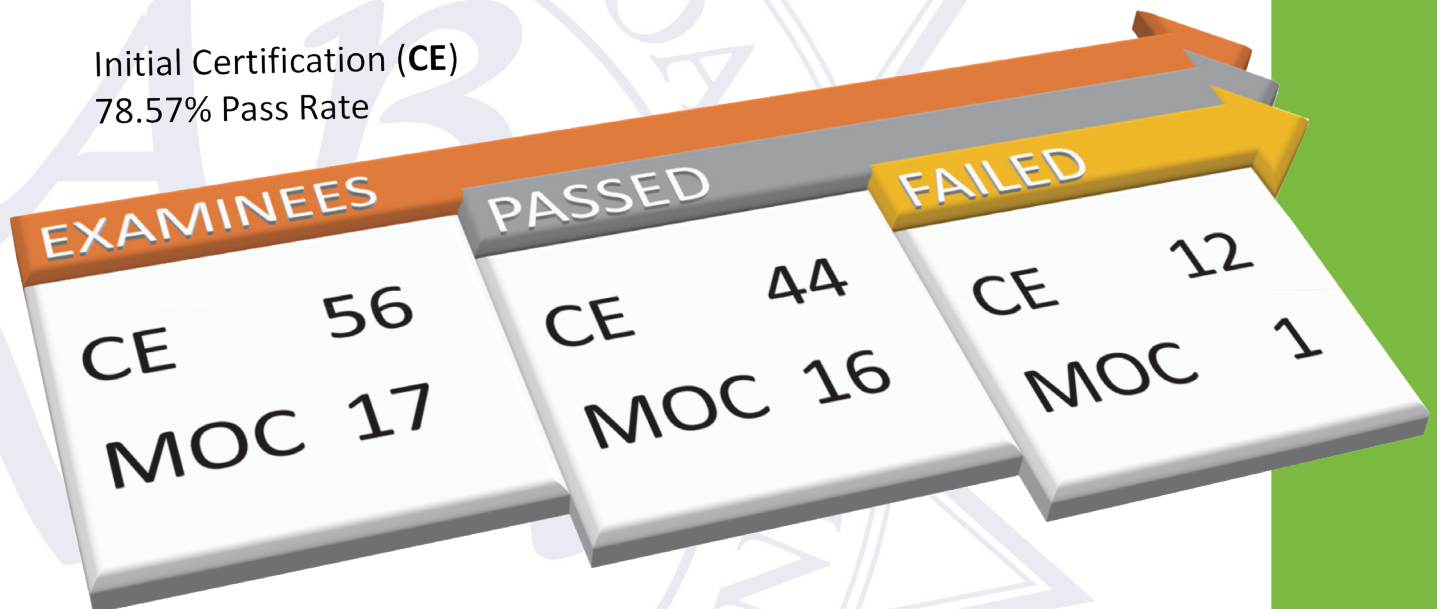 Initial Certification (CE)
78.57% Pass Rate
EXAMINEES
CE 56
MOC 17
PASSED
CE 44
MOC 16
FAILED
CE 12
MOC 1